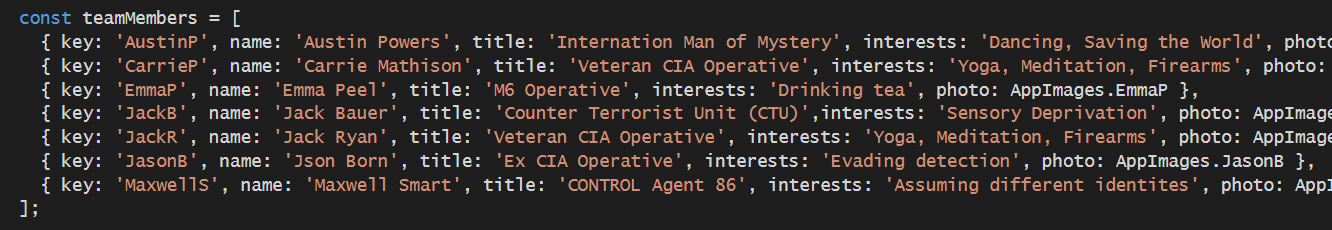 const teamMembers = [
  { key: 'AustinP', name: 'Austin Powers', title: 'Internation Man of Mystery', interests: 'Dancing, Saving the World', photo
  { key: 'CarrieP', name: 'Carrie Mathison', title: 'Veteran CIA Operative', interests: 'Yoga, Meditation, Firearms', photo:
  { key: 'EmmaP', name: 'Emma Peel', title: 'M6 Operative', interests: 'Drinking tea', photo: AppImages.EmmaP },
  { key: 'JackB', name: 'Jack Bauer', title: 'Counter Terrorist Unit (CTU)',interests: 'Sensory Deprivation', photo: AppImage
  { key: 'JackR', name: 'Jack Ryan', title: 'Veteran CIA Operative', interests: 'Yoga, Meditation, Firearms', photo: AppImage
  { key: 'JasonB', name: 'Json Born', title: 'Ex CIA Operative', interests: 'Evading detection', photo: AppImages.JasonB },
  { key: 'MaxwellS', name: 'Maxwell Smart', title: 'CONTROL Agent 86', interests: 'Assuming different identites', photo: AppI
];